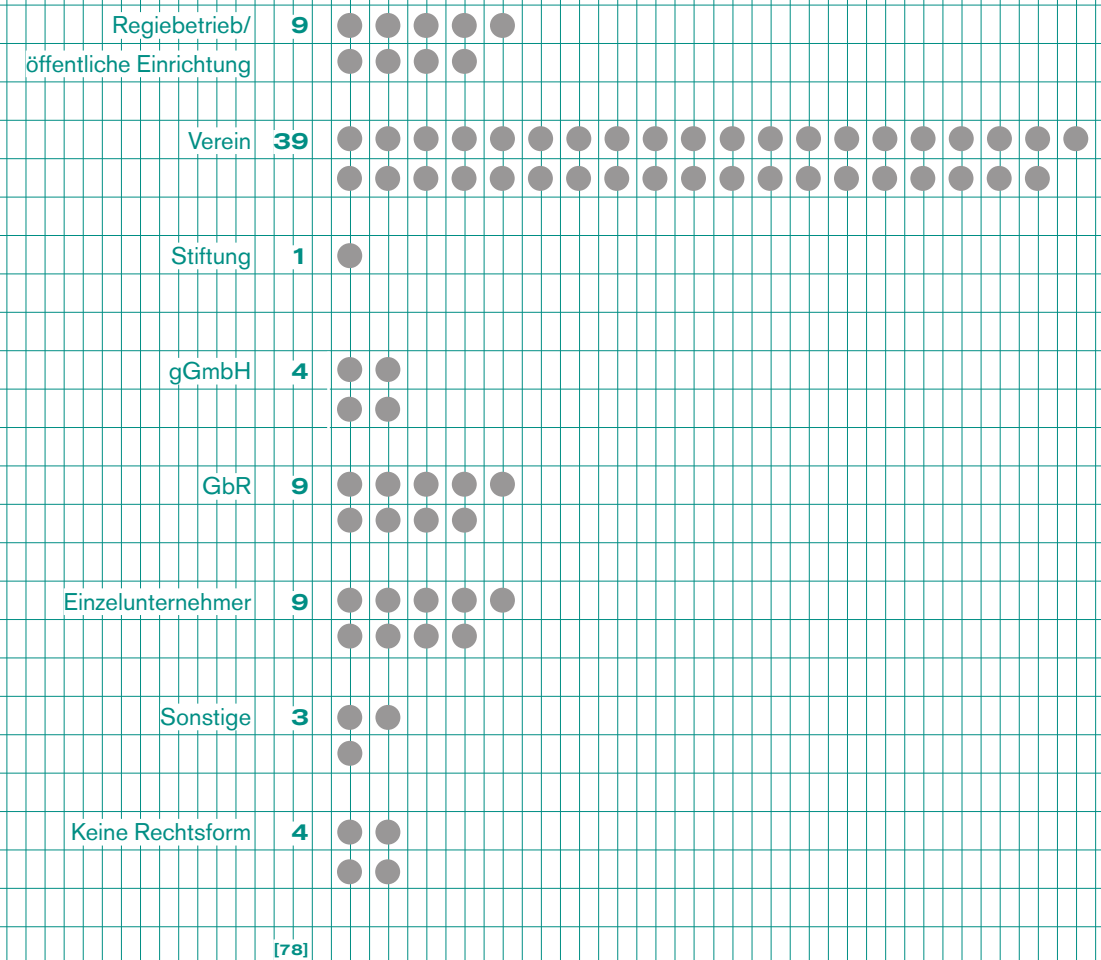 Regiebetrieb/ 9
öffentliche Einrichtung
Verein 39
Stiftung 1
gGmbH 4
GbR 9
Einzelunternehmer 9
Sonstige 3
Keine Rechtsform 4
[78]